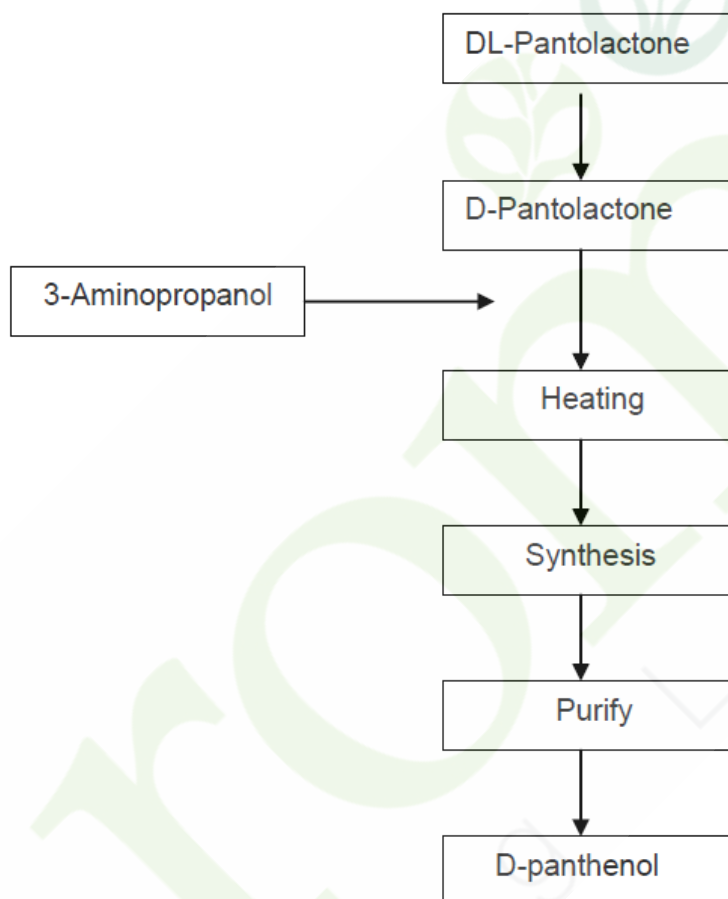 DL-Pantolactone
D-Pantolactone
3-Aminopropanol
Heating
Synthesis
Purify
D-panthenol